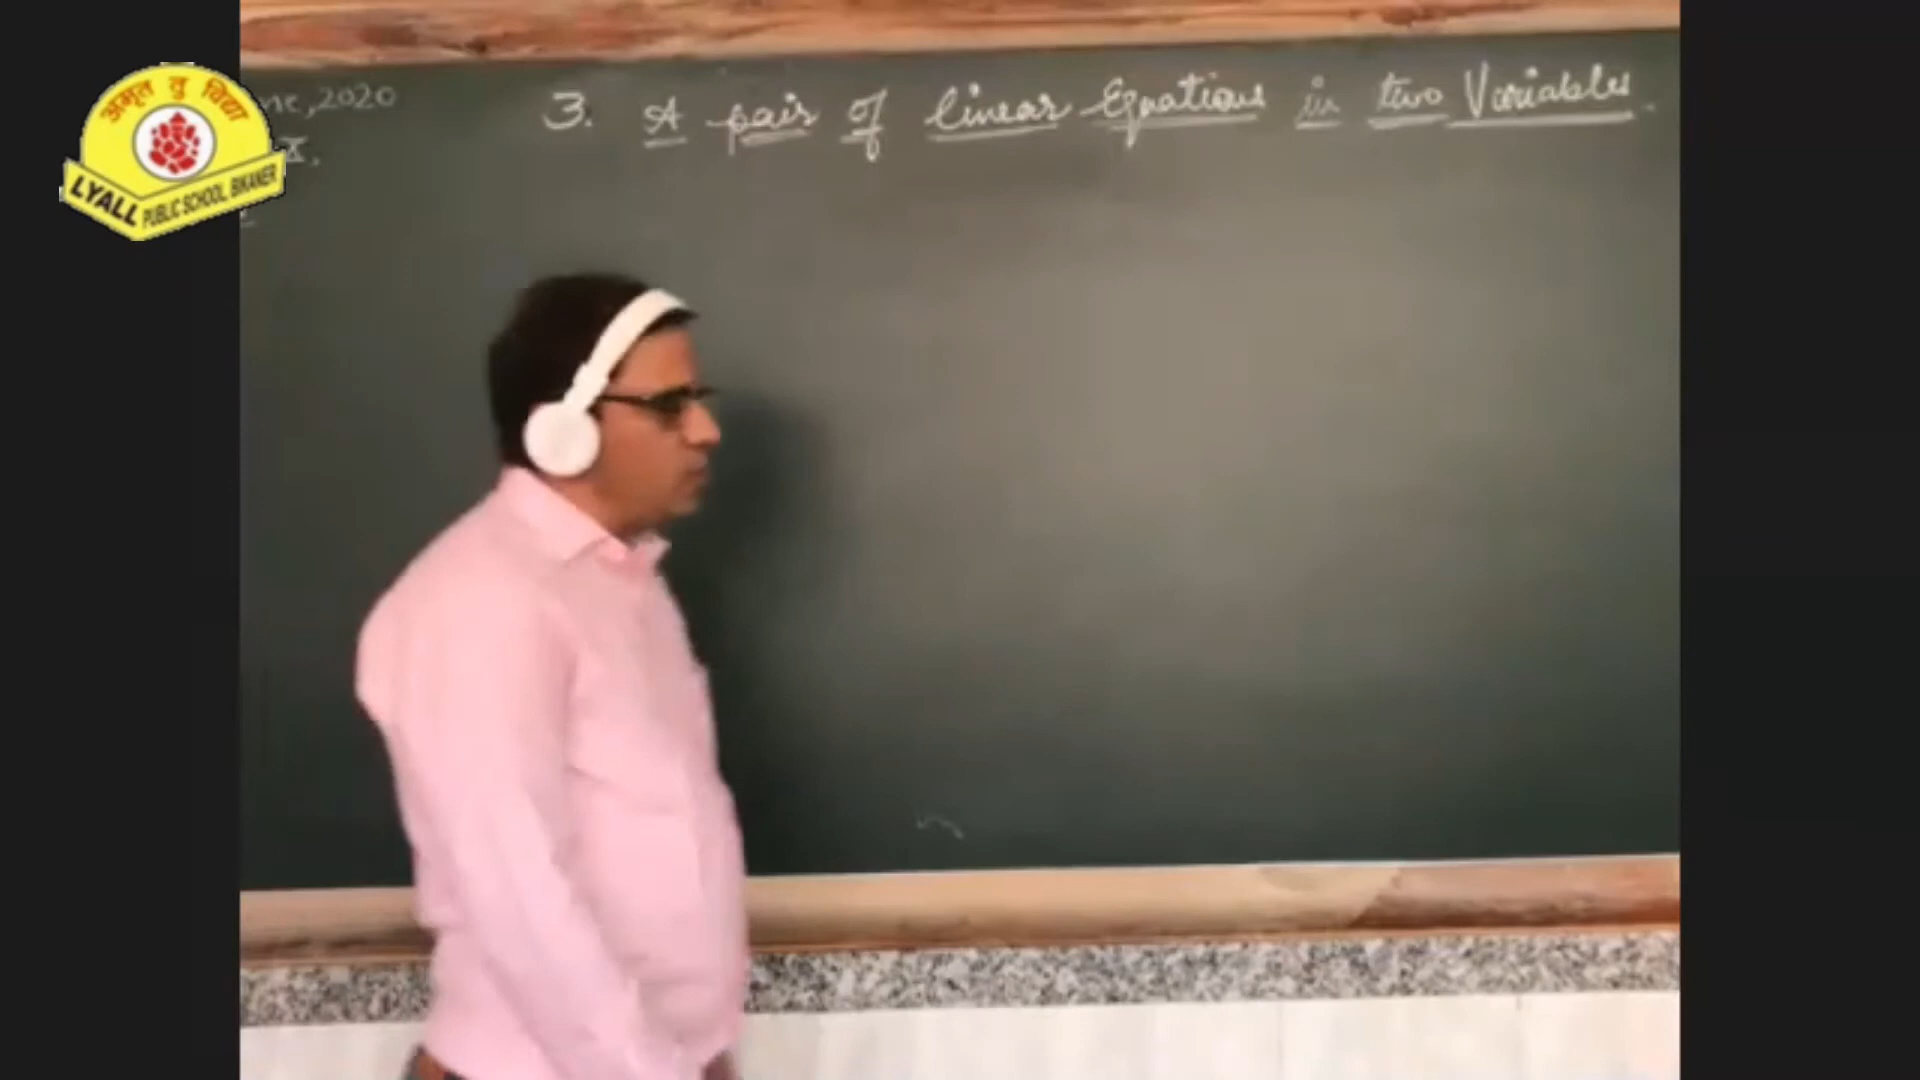 अमृतं तु विद्या
LYALL PUBLIC SCHOOL, BIKANER
ne,2020
X.
3. A pair of linear Equations in two Variables.